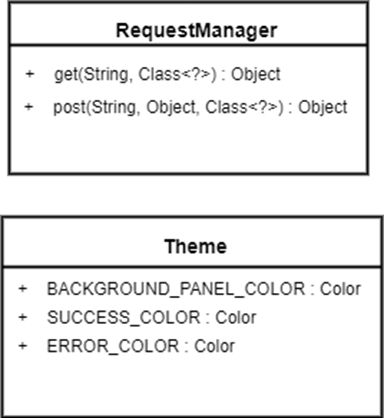 RequestManager
+ get(String, Class<?>) : Object
+ post(String, Object, Class<?>) : Object
Theme
+ BACKGROUND_PANEL_COLOR : Color
+ SUCCESS_COLOR : Color
+ ERROR_COLOR : Color